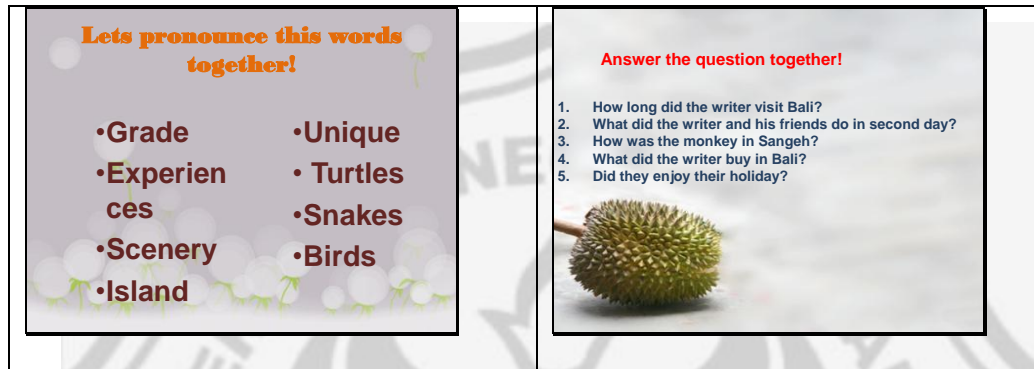 Lets pronounce this words
together!
•Grade
•Experien
ces
•Scenery
•Island
•Unique
• Turtles
•Snakes
•Birds
Answer the question together!
1. How long did the writer visit Bali?
2. What did the writer and his friends do in second day?
3. How was the monkey in Sangeh?
4. What did the writer buy in Bali?
5. Did they enjoy their holiday?